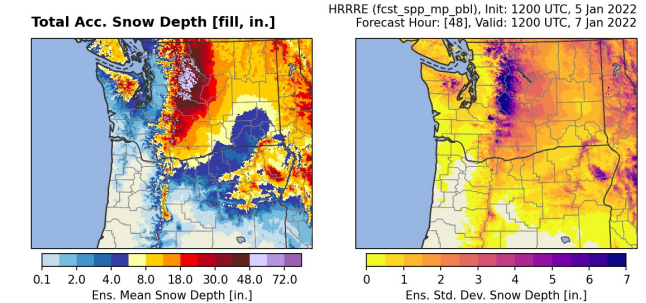 Total Acc. Snow Depth [fill, in.]
HRRRE (fcst_spp_mp_pbl), Init: 1200 UTC, 5 Jan 2022
Forecast Hour: [48], Valid: 1200 UTC, 7 Jan 2022
0.1 2.0 4.0 8.0 18.0 30.0 48.0 72.0
Ens. Mean Snow Depth [in.]
0 1 2 3 4 5 6 7
Ens. Std. Dev. Snow Depth [in.]